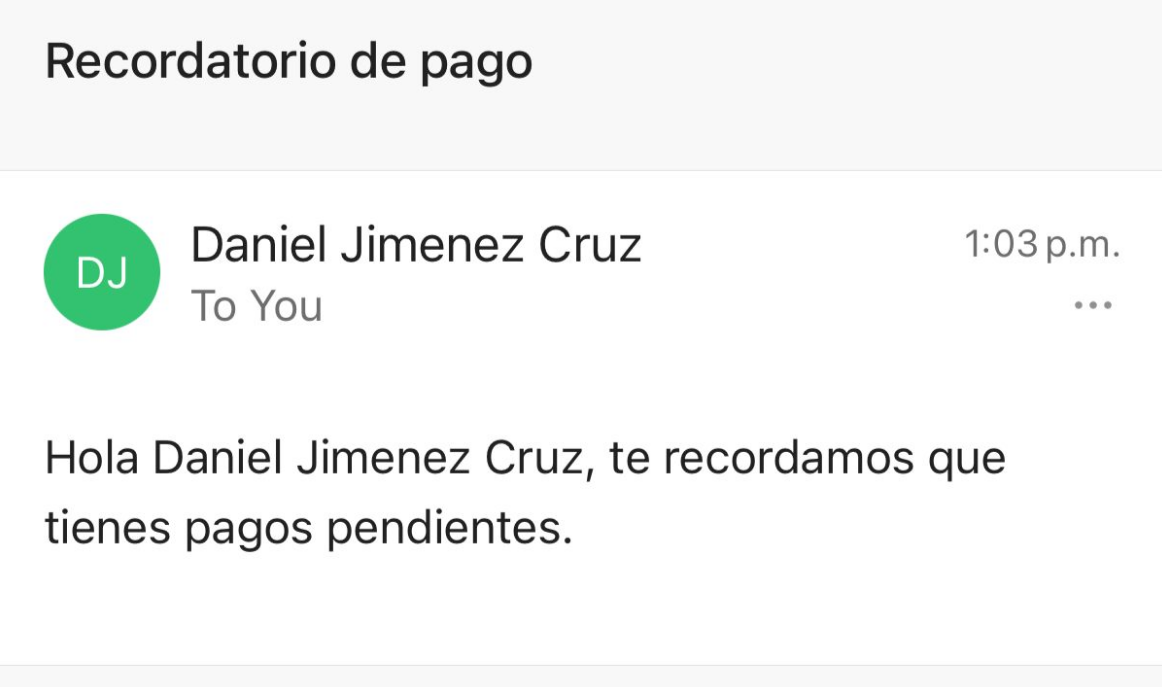 Recordatorio de pago
DJ
Daniel Jimenez Cruz
1:03 p.m.
To You
Hola Daniel Jimenez Cruz, te recordamos que
tienes pagos pendientes.